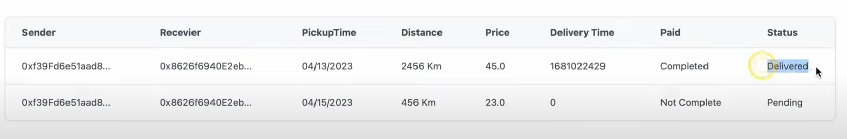 Sender Recevier PickupTime Distance Price Delivery Time Paid Status
0xf39Fd6e51aad8... 0x8626f6940E2eb... 04/13/2023 2456 Km 45.0 1681022429 Completed Delivered
0xf39Fd6e51aad8... 0x8626f6940E2eb... 04/15/2023 456 Km 23.0 0 Not Complete Pending